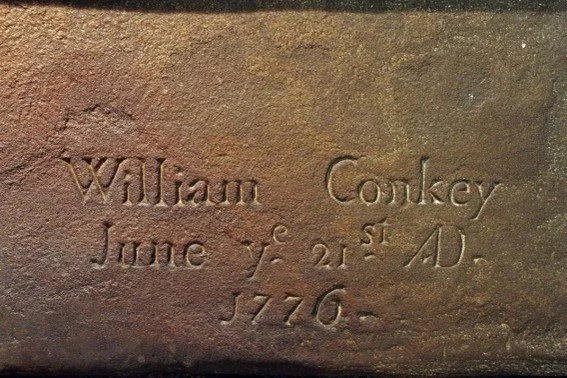 William Conkey
June yᵉ 21ˢᵗ AD.
1776.